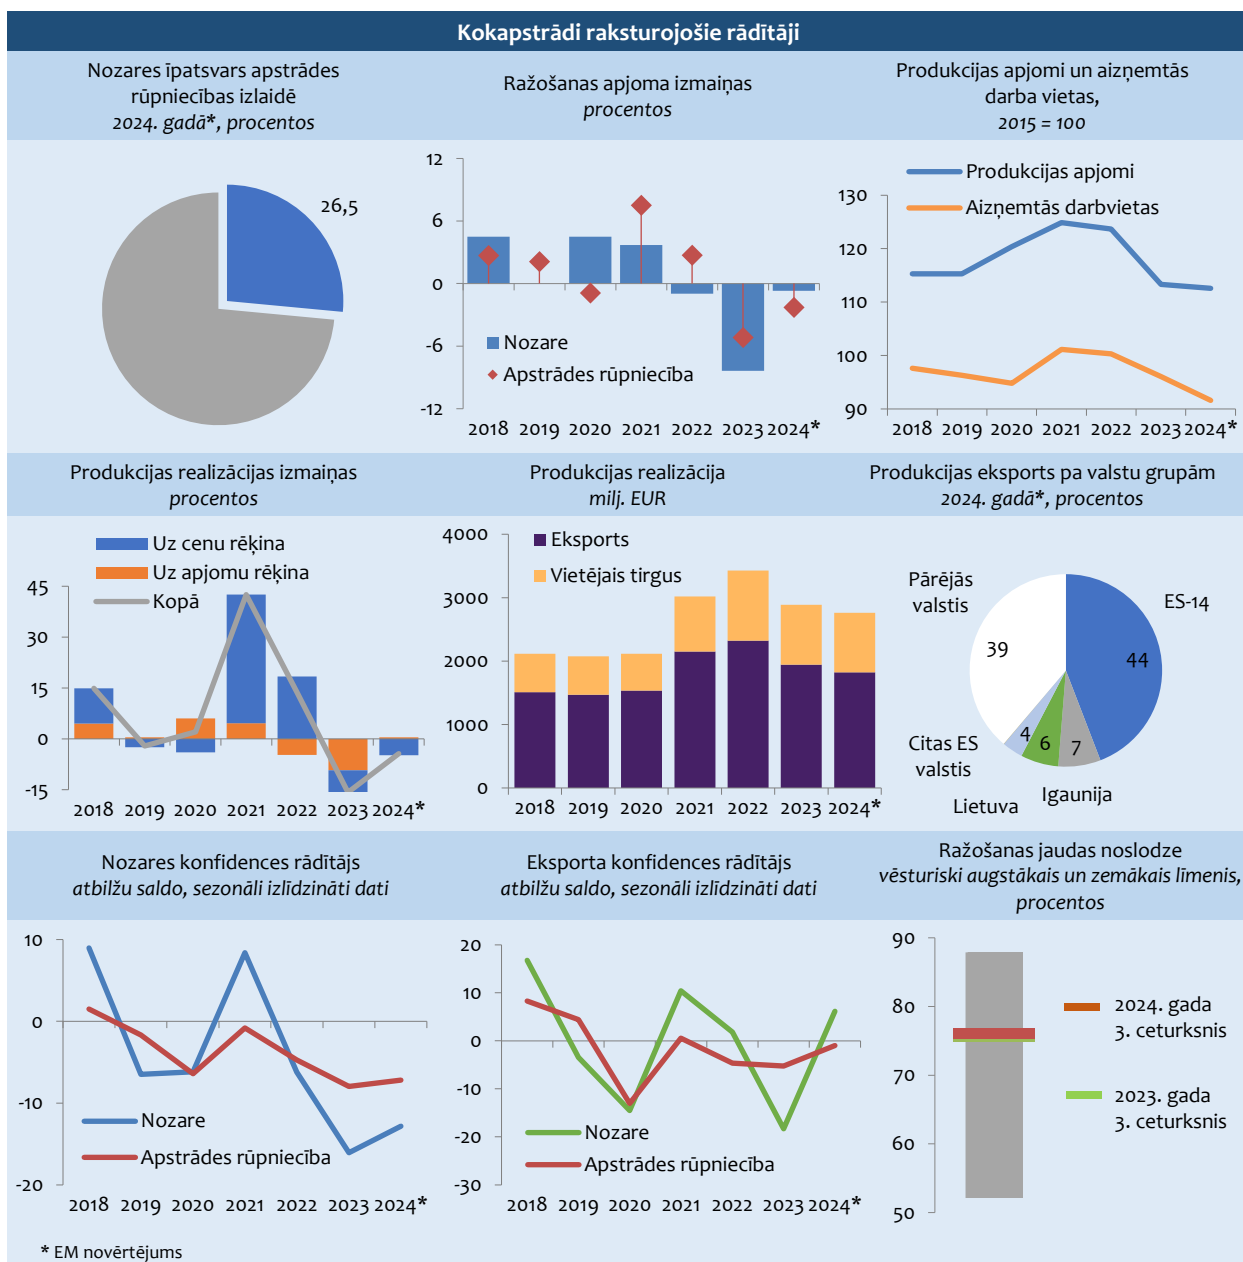 Kokapstrādi raksturojošie rādītāji
Nozares īpatsvars apstrādes
rūpniecības izlaidē
2024. gadā*, procentos
26,5
Ražošanas apjoma izmaiņas
procentos
12
6
0
-6
-12
Nozare
Apstrādes rūpniecība
2018 2019 2020 2021 2022 2023 2024*
Produkcijas apjomi un aizņemtās
darba vietas,
2015 = 100
Produkcijas apjomi
Aizņemtās darbvietas
130
120
110
100
90
2018 2019 2020 2021 2022 2023 2024*
Produkcijas realizācijas izmaiņas
procentos
Uz cenu rēķina
Uz apjomu rēķina
Kopā
45
30
15
0
-15
2018 2019 2020 2021 2022 2023 2024*
Produkcijas realizācija
milj. EUR
Eksports
Vietējais tirgus
4000
3000
2000
1000
0
2018 2019 2020 2021 2022 2023 2024*
Produkcijas eksports pa valstu grupām
2024. gadā*, procentos
Pārējās
valstis
ES-14
39
44
4
6
7
Citas ES
valstis
Lietuva
Igaunija
Nozares konfidences rādītājs
atbilžu saldo, sezonāli izlīdzināti dati
10
0
-10
-20
Nozare
Apstrādes rūpniecība
2018 2019 2020 2021 2022 2023 2024*
Eksporta konfidences rādītājs
atbilžu saldo, sezonāli izlīdzināti dati
20
10
0
-10
-20
-30
Nozare
Apstrādes rūpniecība
2018 2019 2020 2021 2022 2023 2024*
Ražošanas jaudas noslodze
vēsturiski augstākais un zemākais līmenis,
procentos
90
80
70
60
50
2024. gada
3. ceturksnis
2023. gada
3. ceturksnis
* EM novērtējums